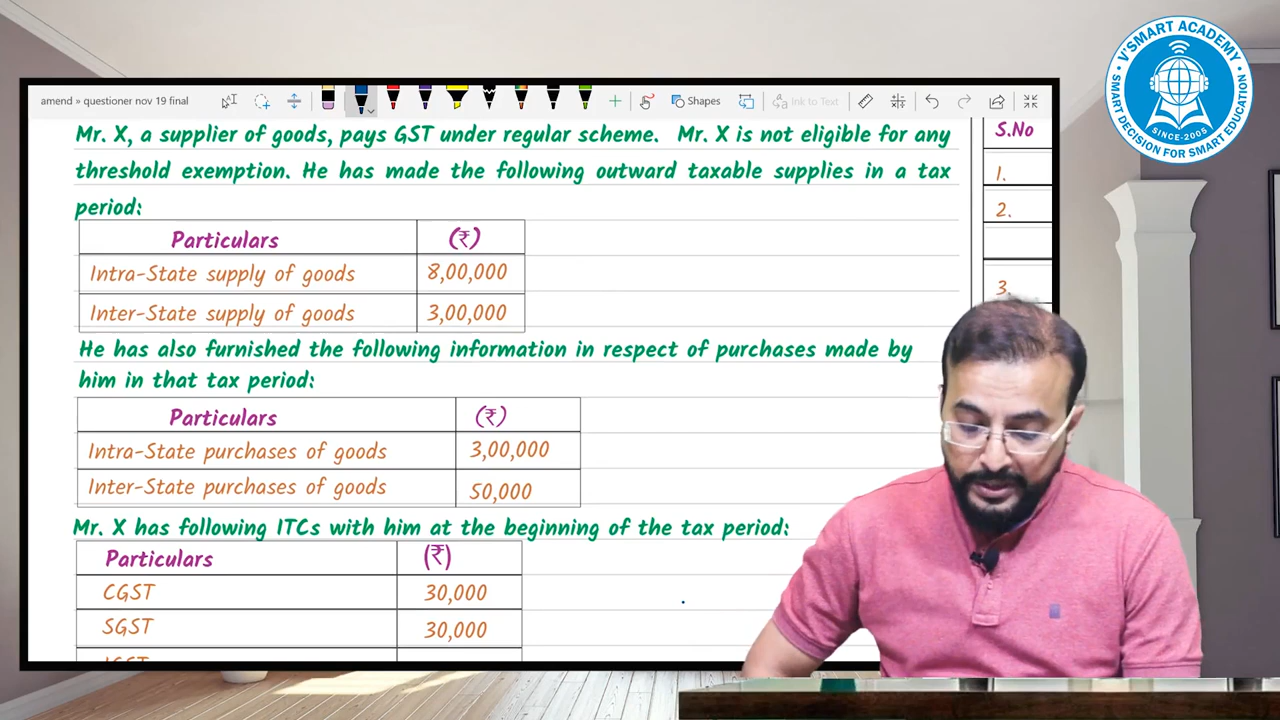 amend » questioner nov 19 final
Shapes
Ink to Text
Mr. X, a supplier of goods, pays GST under regular scheme. Mr. X is not eligible for any
threshold exemption. He has made the following outward taxable supplies in a tax
period:
Particulars (₹)
Intra-State supply of goods 8,00,000
Inter-State supply of goods 3,00,000
He has also furnished the following information in respect of purchases made by
him in that tax period:
Particulars (₹)
Intra-State purchases of goods 3,00,000
Inter-State purchases of goods 50,000
Mr. X has following ITCs with him at the beginning of the tax period:
Particulars (₹)
CGST 30,000
SGST 30,000
S.No
1.
2.
3.
V'SMART ACADEMY
SINCE-2005
SMART DECISION FOR SMART EDUCATION